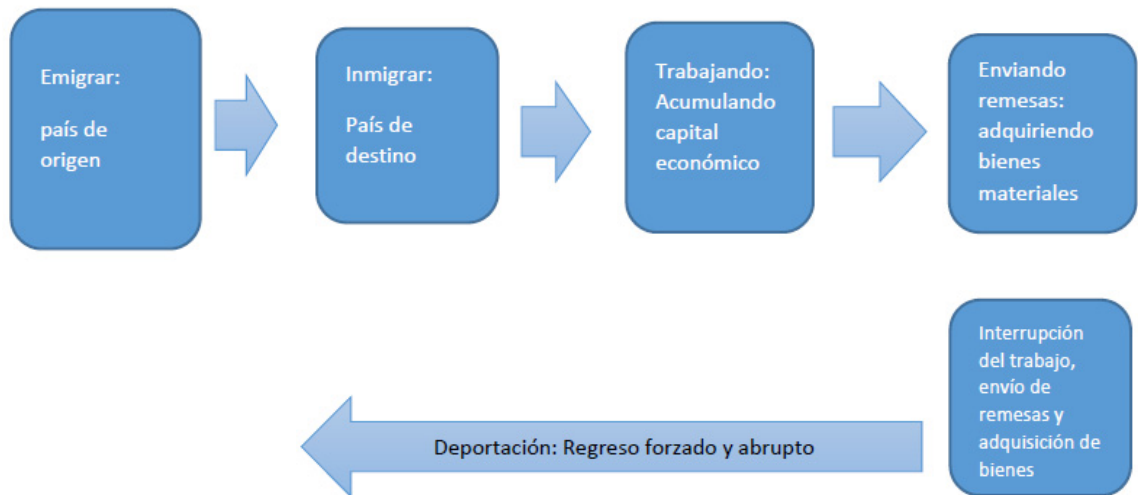 Emigrar:
país de
origen
Inmigrar:
País de
destino
Trabajando:
Acumulando
capital
económico
Enviando
remesas:
adquiriendo
bienes
materiales
Interrupción
del trabajo,
envío de
remesas y
adquisición de
bienes
Deportación: Regreso forzado y abrupto